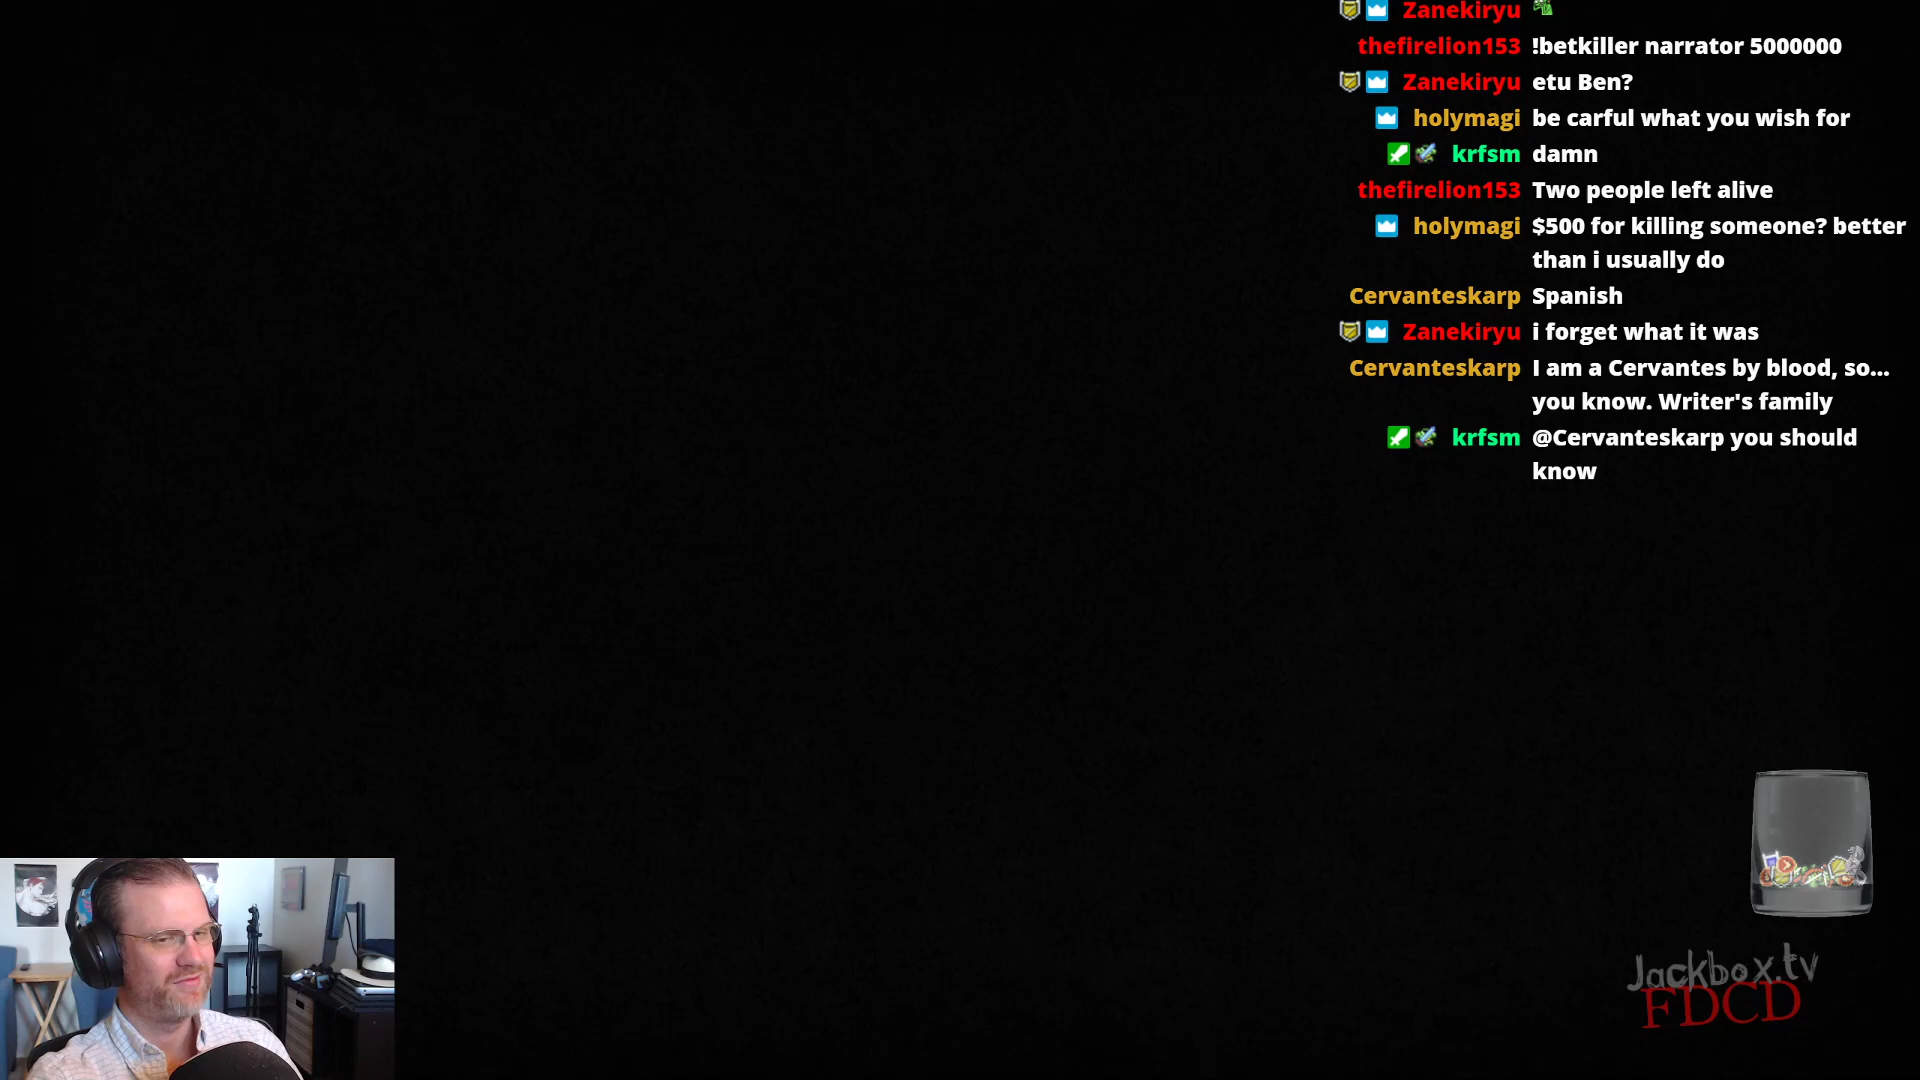 Zanekiryu
thefirelion153 !betkiller narrator 5000000
Zanekiryu etu Ben?
holymagi be carful what you wish for
krfsm damn
thefirelion153 Two people left alive
holymagi $500 for killing someone? better
than i usually do
Cervanteskarp Spanish
Zanekiryu i forget what it was
Cervanteskarp I am a Cervantes by blood, so...
you know. Writer's family
krfsm @Cervanteskarp you should
know
Jackbox.tv
FDCD